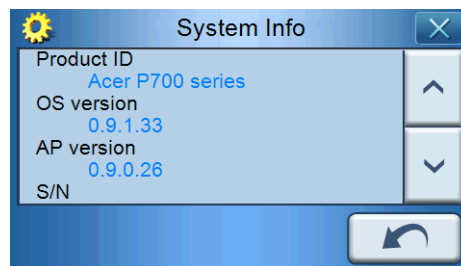 System Info
Product ID
Acer P700 series
OS version
0.9.1.33
AP version
0.9.0.26
S/N